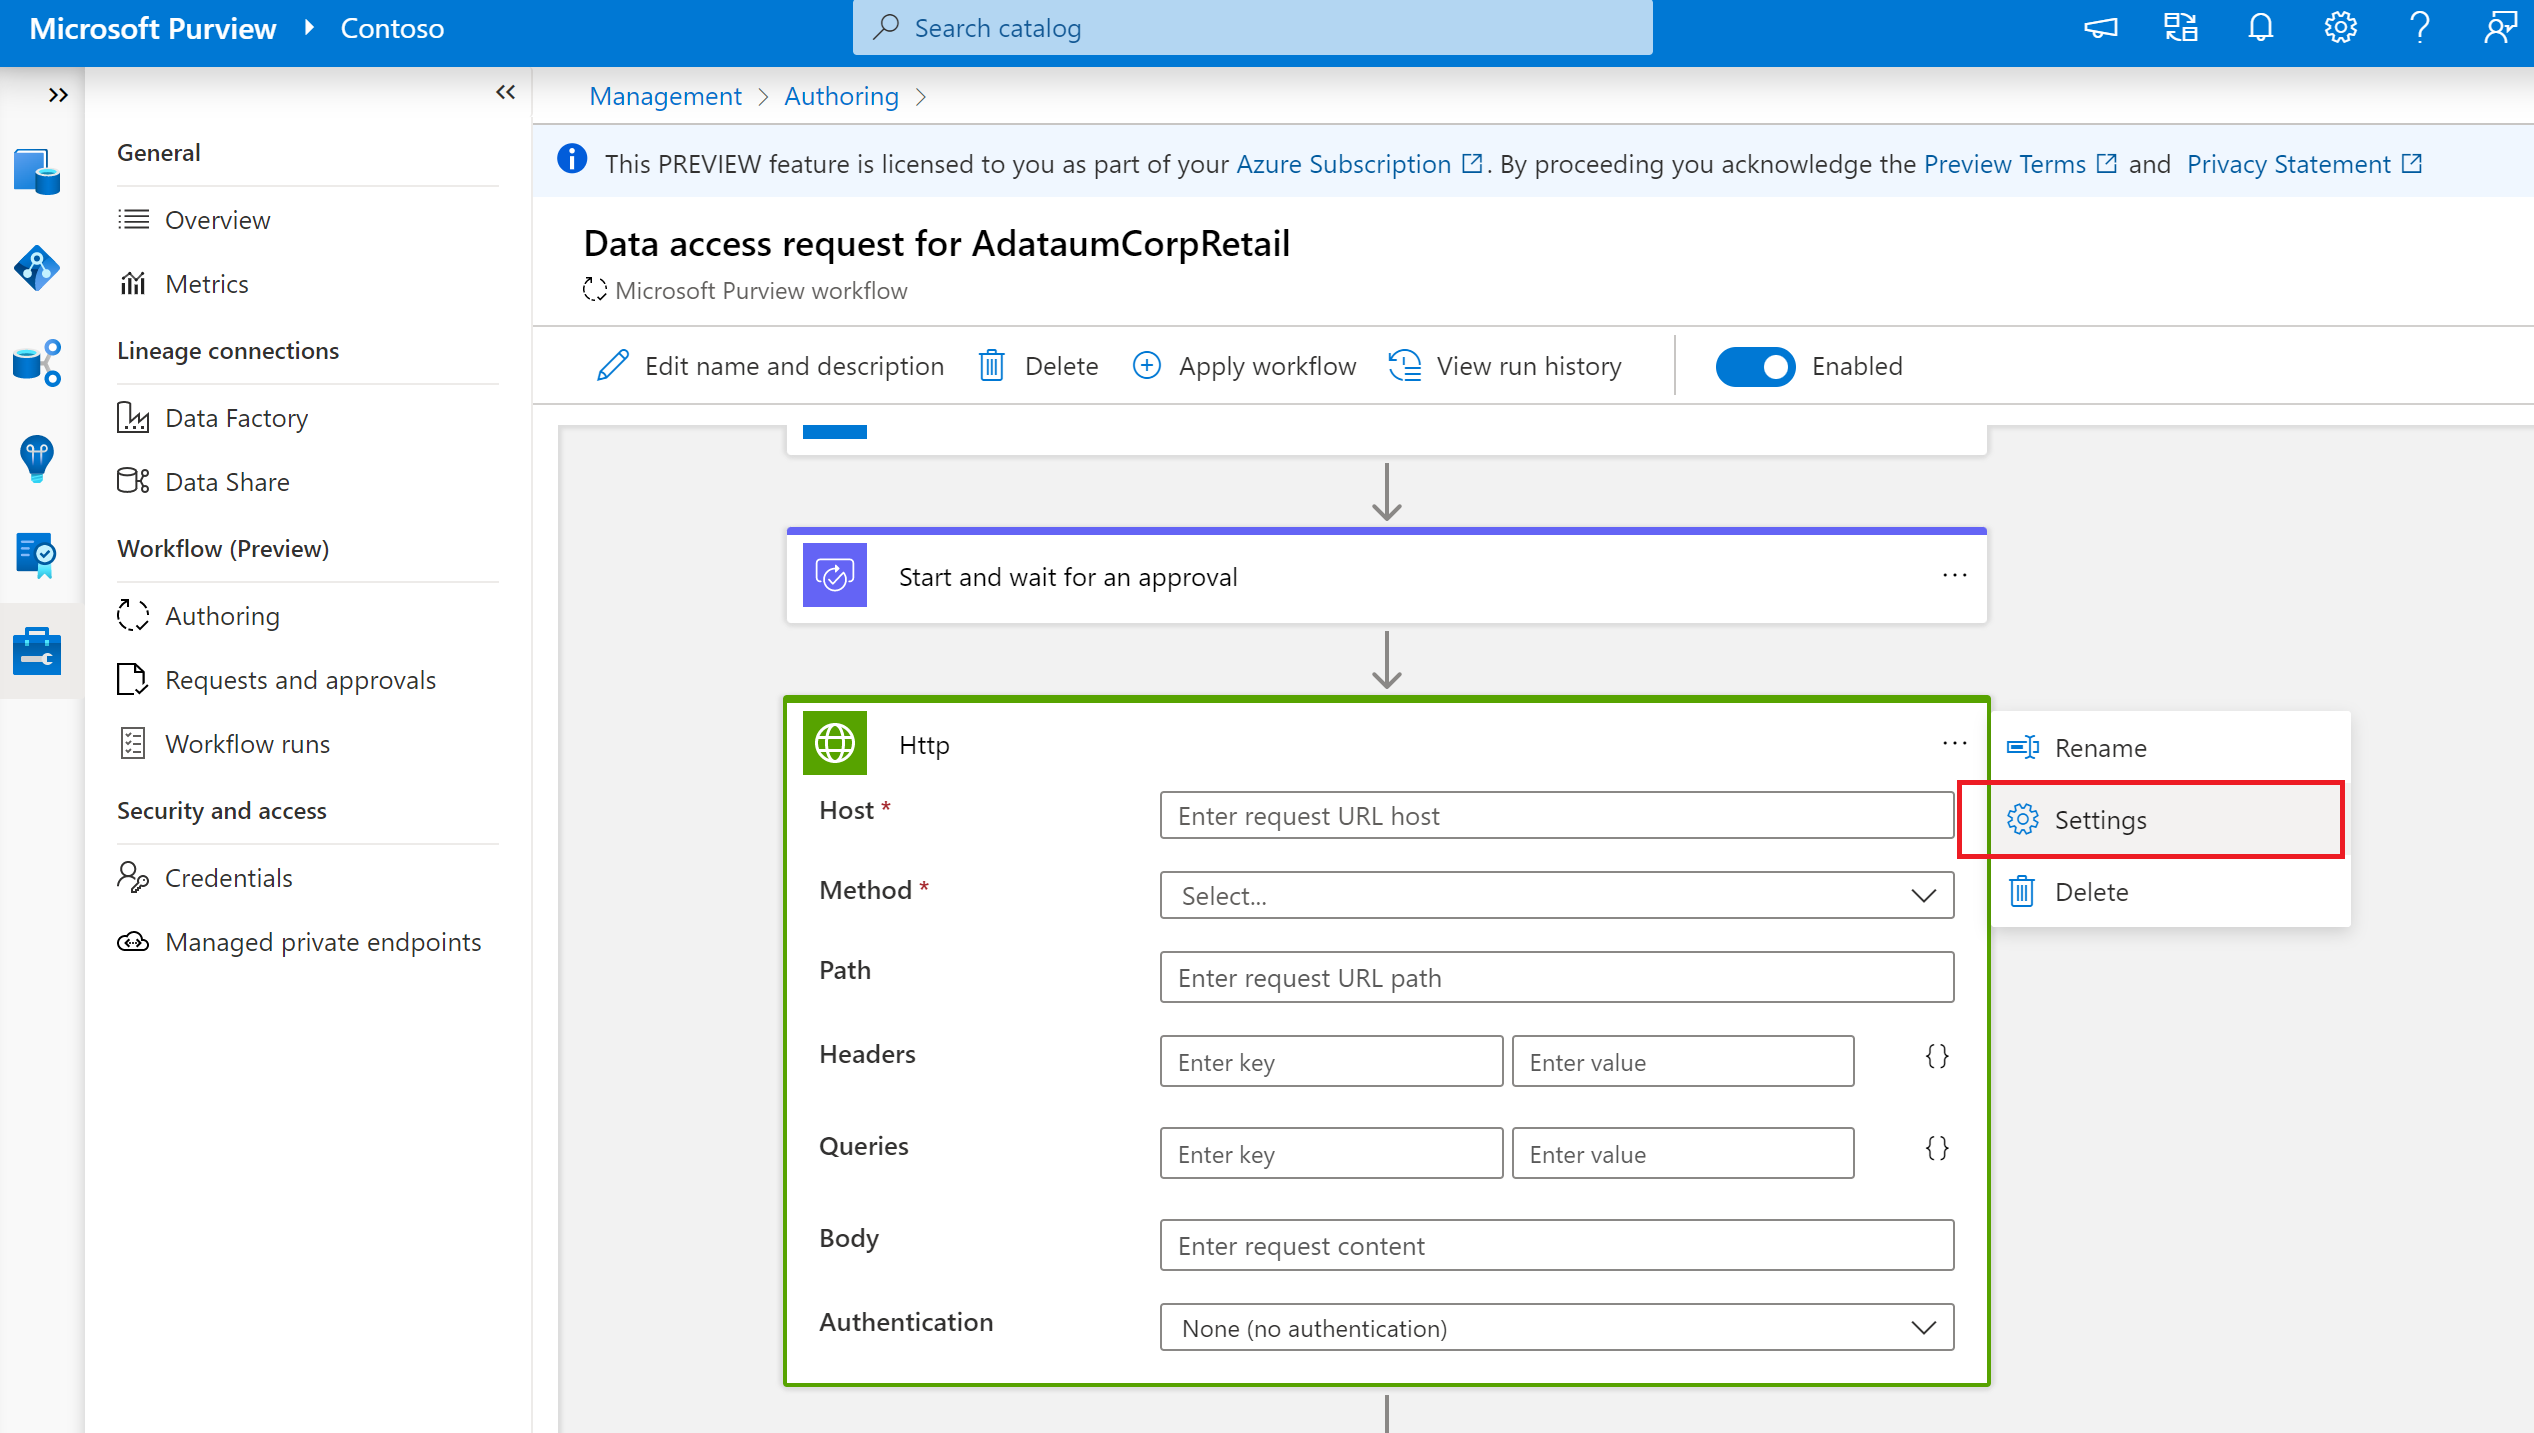 Microsoft Purview Contoso
Search catalog
Management Authoring
This PREVIEW feature is licensed to you as part of your Azure Subscription. By proceeding you acknowledge the Preview Terms and Privacy Statement
General
Overview
Metrics
Lineage connections
Data Factory
Data Share
Workflow (Preview)
Authoring
Requests and approvals
Workflow runs
Security and access
Credentials
Managed private endpoints
Data access request for AdataumCorpRetail
Microsoft Purview workflow
Edit name and description Delete Apply workflow View run history Enabled
Start and wait for an approval ...
Http ...
Host * Enter request URL host
Method * Select...
Path Enter request URL path
Headers Enter key Enter value {}
Queries Enter key Enter value {}
Body Enter request content
Authentication None (no authentication)
Rename
Settings
Delete